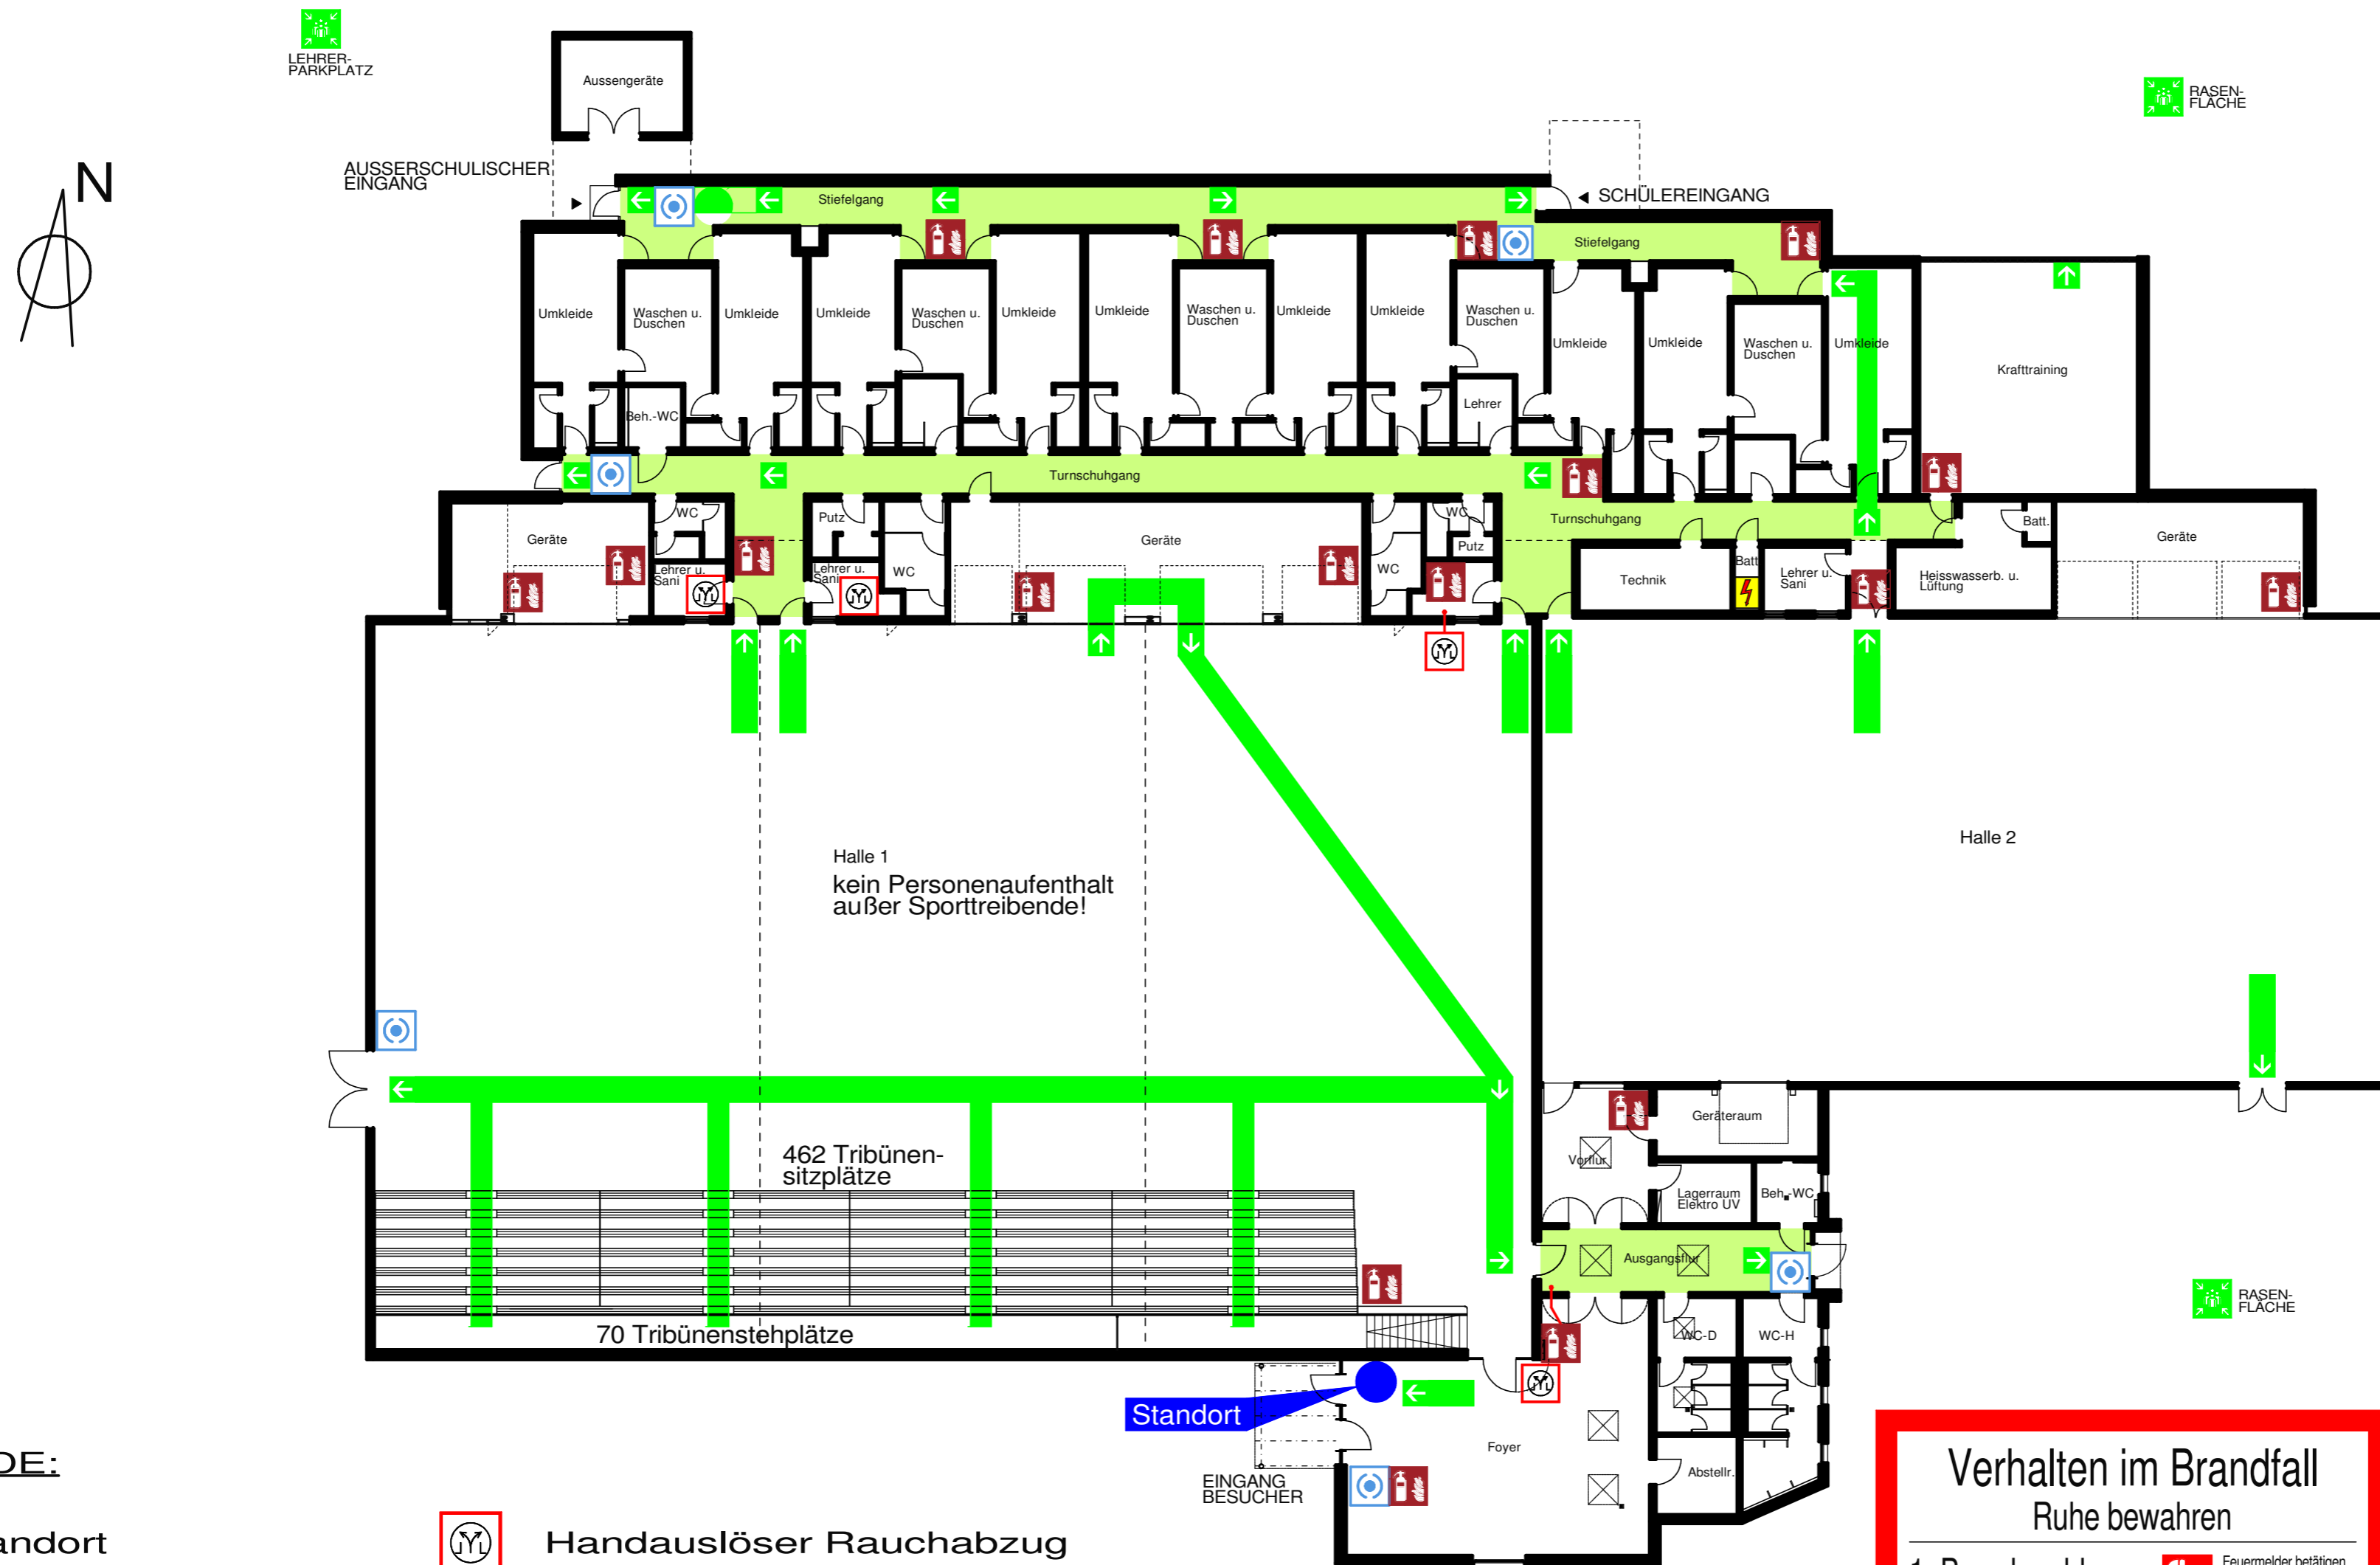 LEHRER-
PARKPLATZ
Aussengeräte
RASEN-
FLÄCHE
N
AUSSERSCHULISCHER
EINGANG
Stiefelgang
SCHÜLEREINGANG
Stiefelgang
Umkleide
Waschen u.
Duschen
Umkleide
Umkleide
Waschen u.
Duschen
Umkleide
Umkleide
Waschen u.
Duschen
Umkleide
Umkleide
Waschen u.
Duschen
Umkleide
Umkleide
Waschen u.
Duschen
Umkleide
Krafttraining
Beh.-WC
Lehrer
Turnschuhgang
Geräte
WC
Putz
Geräte
WC
Putz
Turnschuhgang
Batt.
Geräte
Lehrer u.
Sani
Lehrer u.
Sani
WC
WC
Technik
Batt
Lehrer u.
Sani
Heisswasserb. u.
Lüftung
Halle 1
kein Personenaufenthalt
außer Sporttreibende!
Halle 2
462 Tribünen-
sitzplätze
70 Tribünenstehplätze
Geräteraum
Vorflur
Lagerraum
Elektro UV
Beh.-WC
Ausgangsflur
RASEN-
FLÄCHE
WC-D
WC-H
Standort
Foyer
Abstellr.
EINGANG
BESUCHER
DE:
andort
Handauslöser Rauchabzug
Verhalten im Brandfall
Ruhe bewahren
Feuermelder betätigen